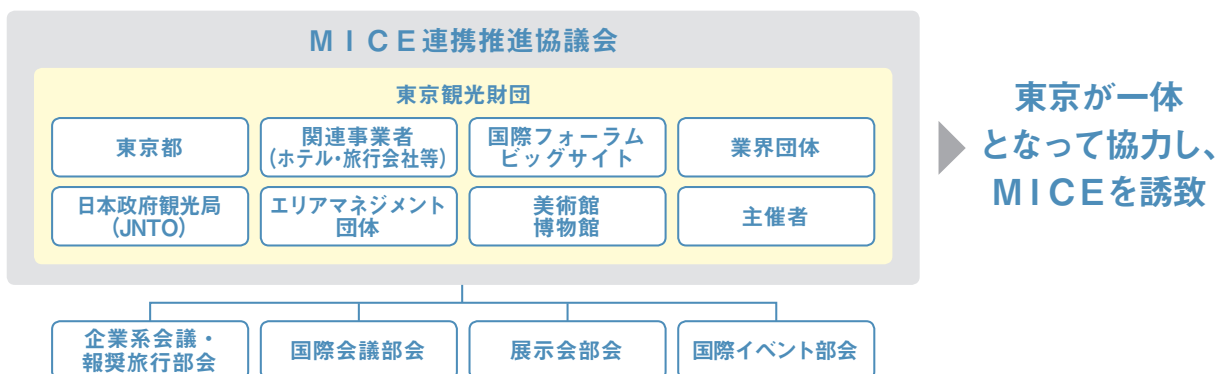 MICE連携推進協議会
東京観光財団
東京都
関連事業者
(ホテル・旅行会社等)
国際フォーラム
ビッグサイト
業界団体
日本政府観光局
(JNTO)
エリアマネジメント
団体
美術館
博物館
主催者
東京が一体
となって協力し、
MICEを誘致
企業系会議・
報奨旅行部会
国際会議部会
展示会部会
国際イベント部会